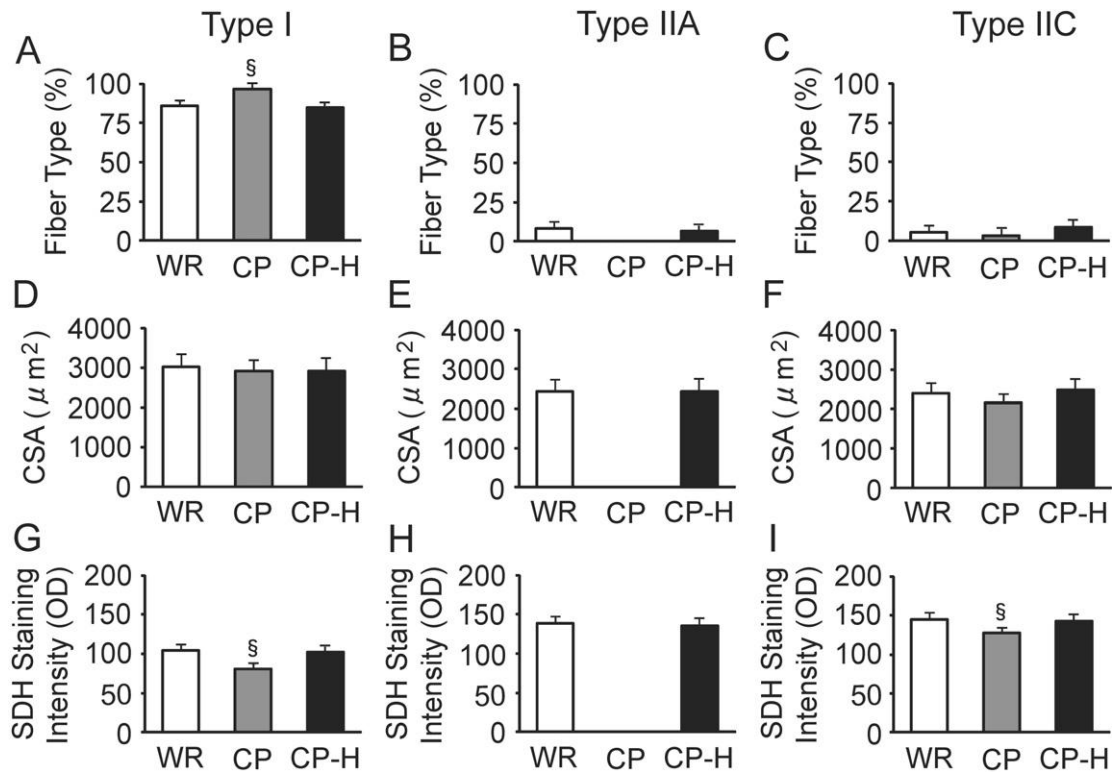 Type I
Type IIA
Type IIC
A
Fiber Type (%)
100
75
50
25
0
§
WR CP CP-H
B
Fiber Type (%)
100
75
50
25
0
WR CP CP-H
C
Fiber Type (%)
100
75
50
25
0
WR CP CP-H
D
CSA ( μ m²)
4000
3000
2000
1000
0
WR CP CP-H
E
CSA ( μ m²)
4000
3000
2000
1000
0
WR CP CP-H
F
CSA ( μ m²)
4000
3000
2000
1000
0
WR CP CP-H
G
SDH Staining
Intensity (OD)
200
150
100
50
0
§
WR CP CP-H
H
SDH Staining
Intensity (OD)
200
150
100
50
0
WR CP CP-H
I
SDH Staining
Intensity (OD)
200
150
100
50
0
§
WR CP CP-H